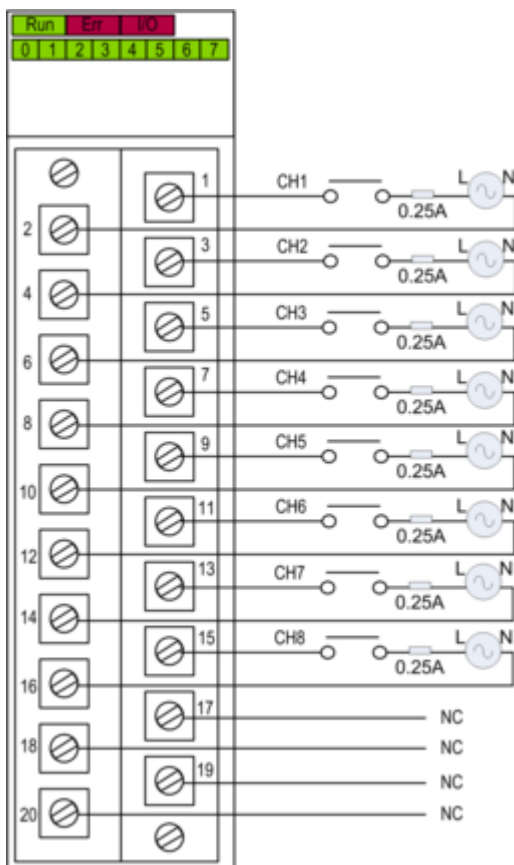 Run Err I/O
0 1 2 3 4 5 6 7
1 CH1 L N
0.25A
2
3 CH2 L N
0.25A
4
5 CH3 L N
0.25A
6
7 CH4 L N
0.25A
8
9 CH5 L N
0.25A
10
11 CH6 L N
0.25A
12
13 CH7 L N
0.25A
14
15 CH8 L N
0.25A
16
17 NC
18 NC
19 NC
20 NC